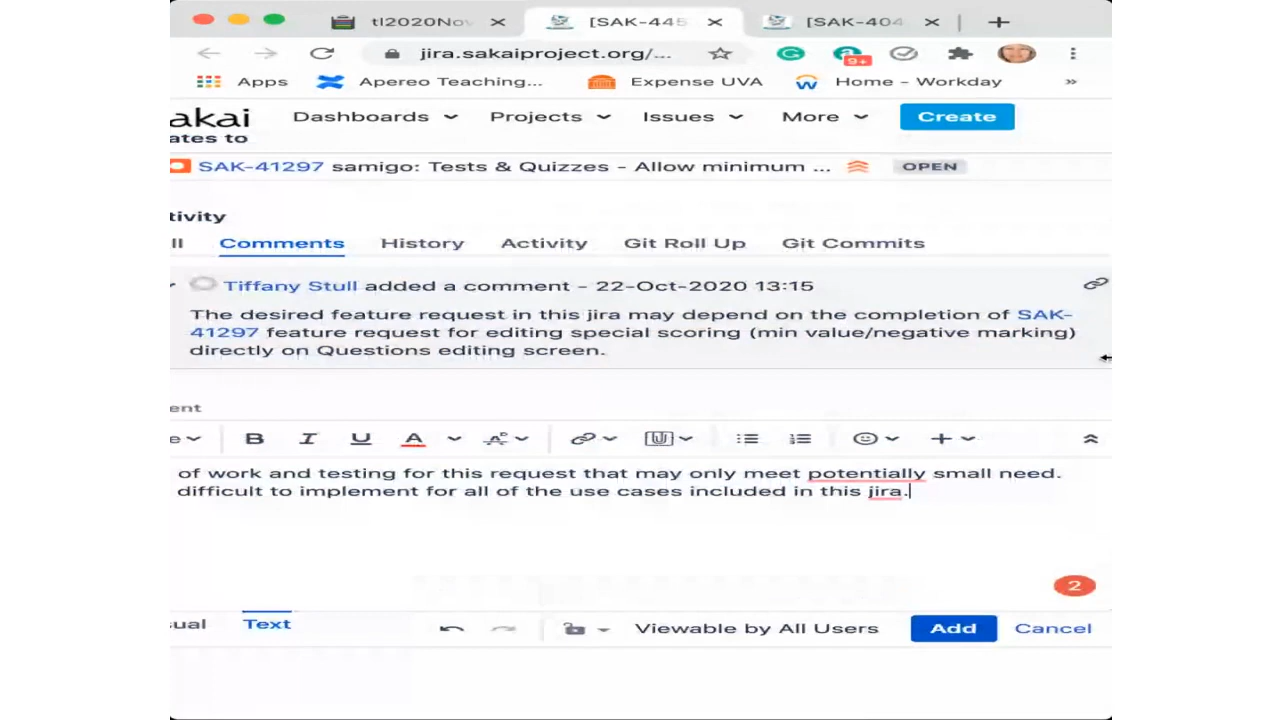 tl2020Nov
[SAK-445
[SAK-404
jira.sakaiproject.org/...
9+
Apps
Apereo Teaching...
Expense UVA
Home - Workday
»
akai
Dashboards
Projects
Issues
More
Create
ates to
SAK-41297 samigo: Tests & Quizzes - Allow minimum ...
OPEN
tivity
ll
Comments
History
Activity
Git Roll Up
Git Commits
Tiffany Stull added a comment - 22-Oct-2020 13:15
The desired feature request in this jira may depend on the completion of SAK-
41297 feature request for editing special scoring (min value/negative marking)
directly on Questions editing screen.
ent
e
B
I
U
A
of work and testing for this request that may only meet potentially small need.
difficult to implement for all of the use cases included in this jira.
2
ual
Text
Viewable by All Users
Add
Cancel